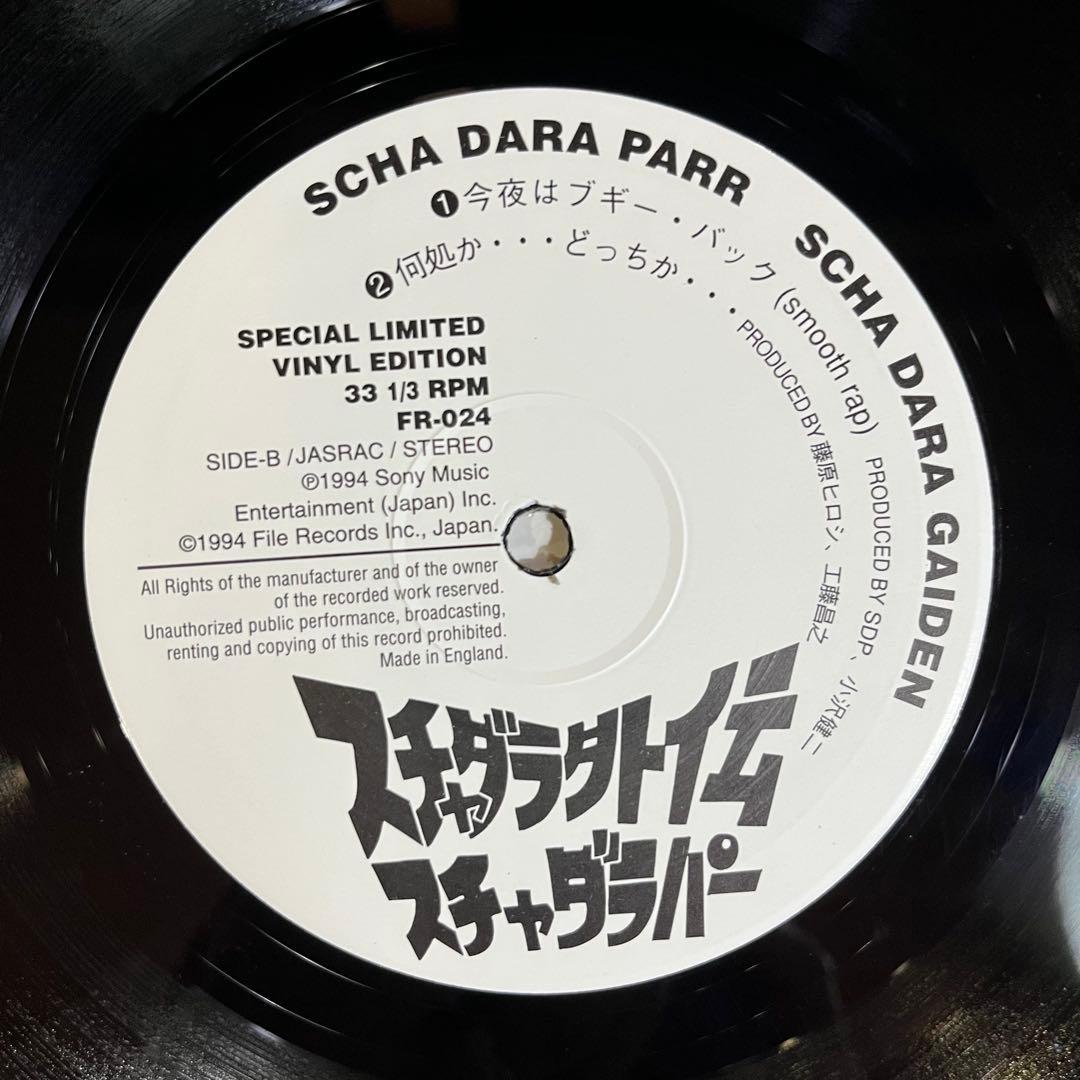 SCHA DARA PARR SCHA DARA GAIDEN
❶今夜はブギー・バック (smooth rap) PRODUCED BY SDP、小沢健二
❷何処か・・・どっちか・・・PRODUCED BY 藤原ヒロシ、工藤昌之
SPECIAL LIMITED
VINYL EDITION
33 1/3 RPM
FR-024
SIDE-B /JASRAC / STEREO
℗1994 Sony Music
Entertainment (Japan) Inc.
©1994 File Records Inc., Japan.
All Rights of the manufacturer and of the owner
of the recorded work reserved.
Unauthorized public performance, broadcasting,
renting and copying of this record prohibited.
Made in England.
スチャダラ外伝
スチャダラパー